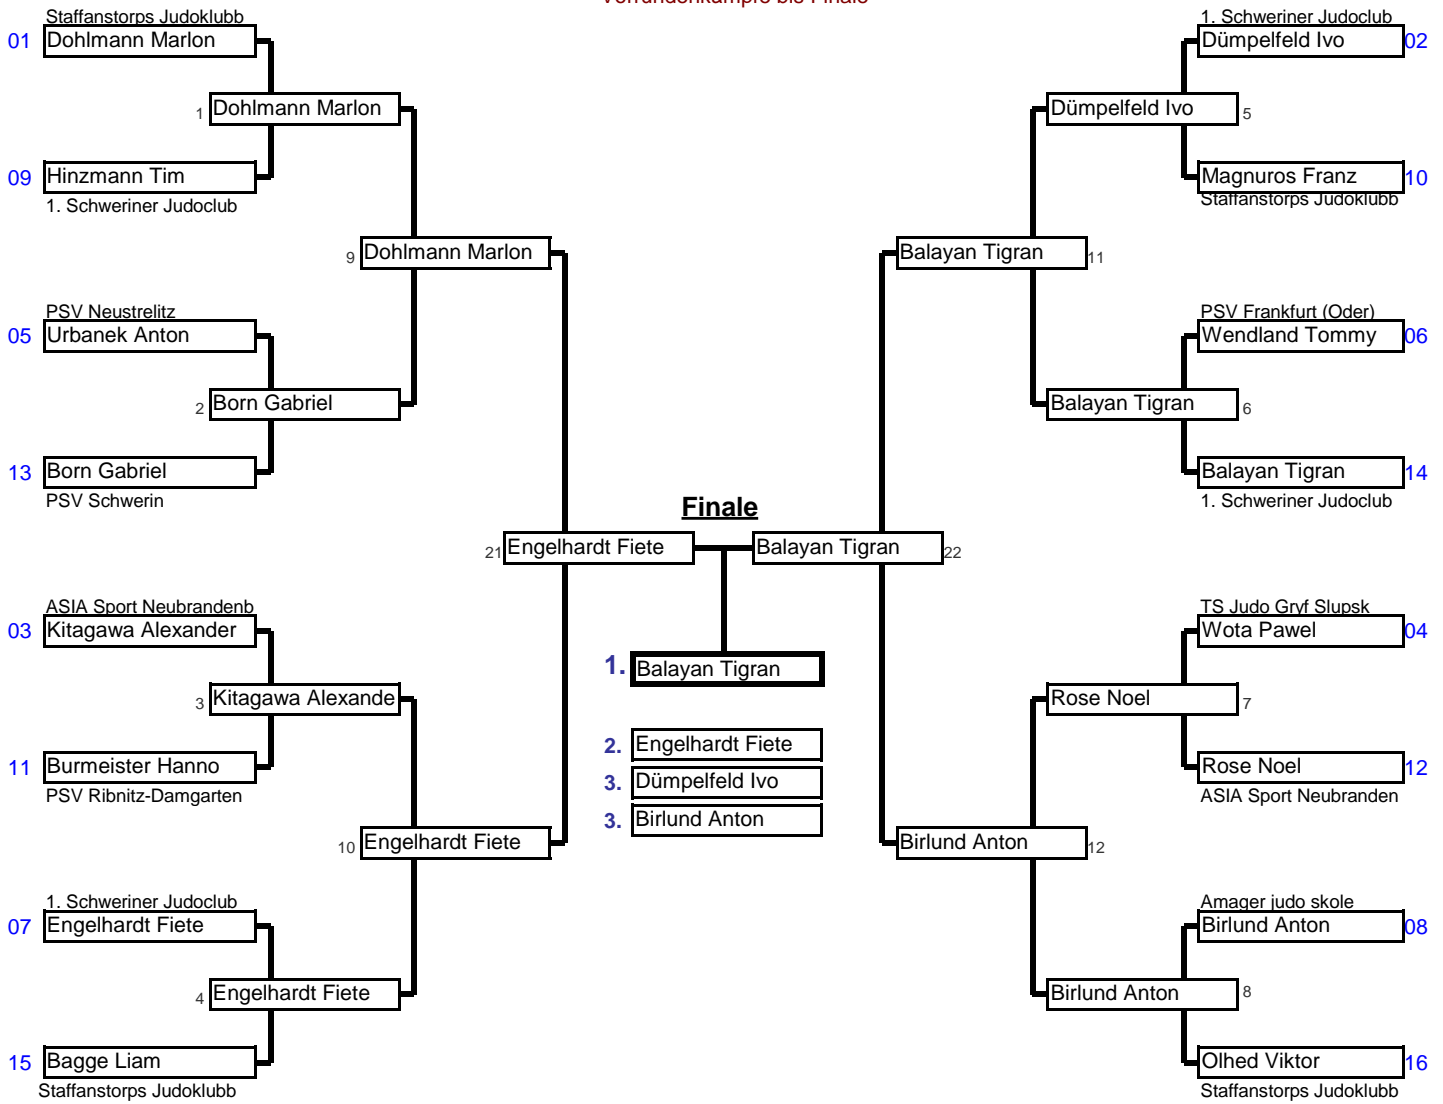 Vorrundenkämpfe bis Finale
Staffanstorps Judoklubb
01 Dohlmann Marlon
1 Dohlmann Marlon
09 Hinzmann Tim
1. Schweriner Judoclub
9 Dohlmann Marlon
PSV Neustrelitz
05 Urbanek Anton
2 Born Gabriel
13 Born Gabriel
PSV Schwerin
21 Engelhardt Fiete
ASIA Sport Neubrandenb
03 Kitagawa Alexander
3 Kitagawa Alexande
11 Burmeister Hanno
PSV Ribnitz-Damgarten
10 Engelhardt Fiete
1. Schweriner Judoclub
07 Engelhardt Fiete
4 Engelhardt Fiete
15 Bagge Liam
Staffanstorps Judoklubb
Finale
1. Balayan Tigran
2. Engelhardt Fiete
3. Dümpelfeld Ivo
3. Birlund Anton
1. Schweriner Judoclub
Dümpelfeld Ivo 02
Dümpelfeld Ivo 5
Magnuros Franz 10
Staffanstorps Judoklubb
Balayan Tigran 11
PSV Frankfurt (Oder)
Wendland Tommy 06
Balayan Tigran 6
Balayan Tigran 14
1. Schweriner Judoclub
Balayan Tigran 22
TS Judo Gryf Slupsk
Wota Pawel 04
Rose Noel 7
Rose Noel 12
ASIA Sport Neubranden
Birlund Anton 12
Amager judo skole
Birlund Anton 08
Birlund Anton 8
Olhed Viktor 16
Staffanstorps Judoklubb